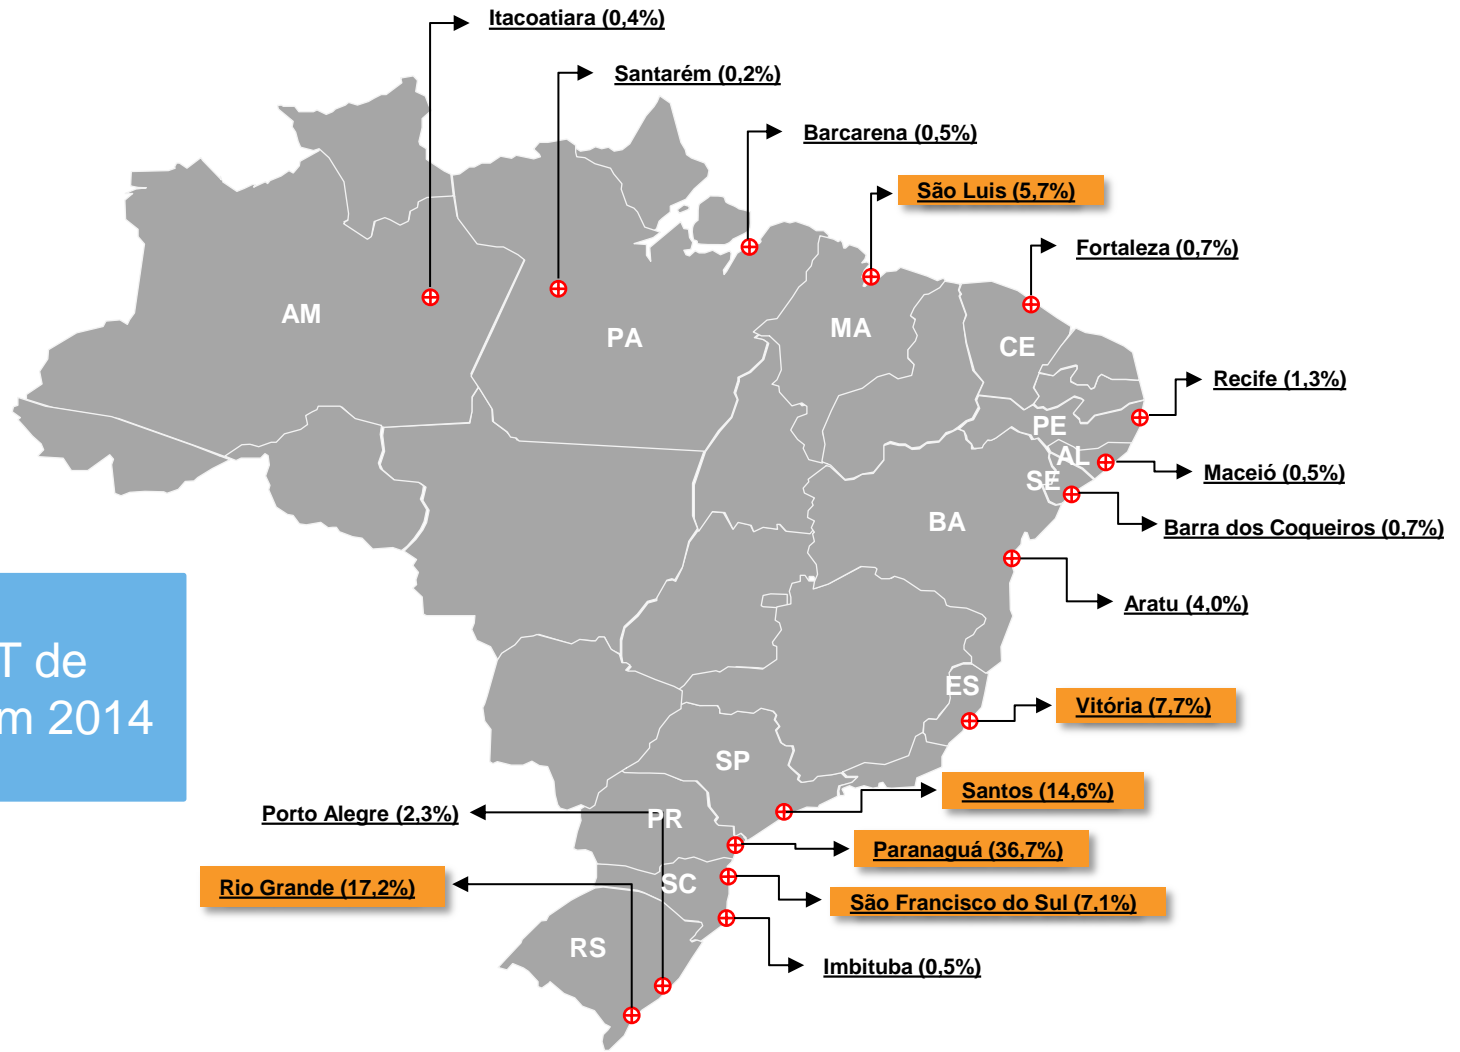 Itacoatiara (0,4%)
Santarém (0,2%)
Barcarena (0,5%)
São Luis (5,7%)
Fortaleza (0,7%)
AM
PA
MA
CE
Recife (1,3%)
PE
AL
Maceió (0,5%)
SE
BA
Barra dos Coqueiros (0,7%)
Aratu (4,0%)
T de
m 2014
ES
Vitória (7,7%)
SP
Santos (14,6%)
Porto Alegre (2,3%)
PR
Paranaguá (36,7%)
Rio Grande (17,2%)
SC
São Francisco do Sul (7,1%)
RS
Imbituba (0,5%)